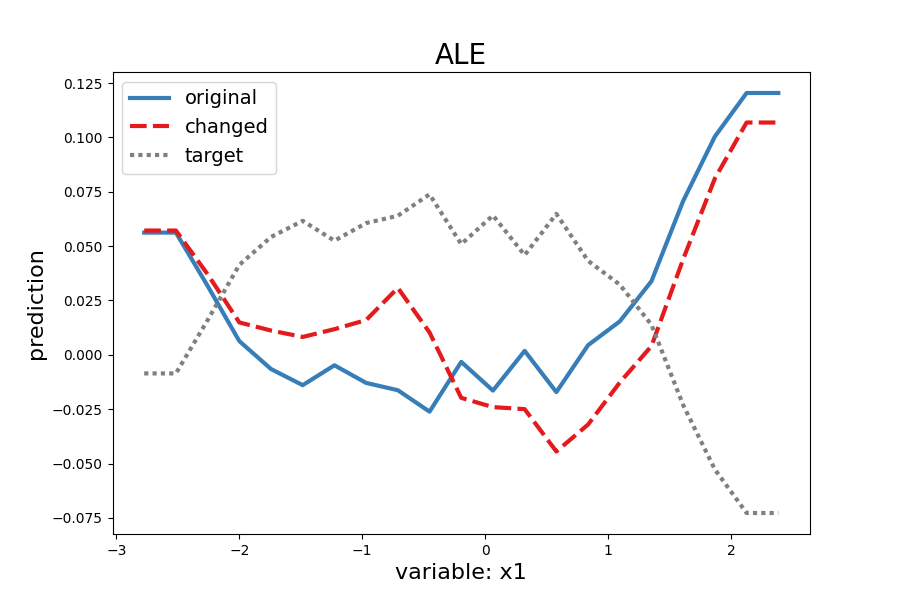 ALE
original
changed
target
prediction
0.125
0.100
0.075
0.050
0.025
0.000
−0.025
−0.050
−0.075
−3
−2
−1
0
1
2
variable: x1